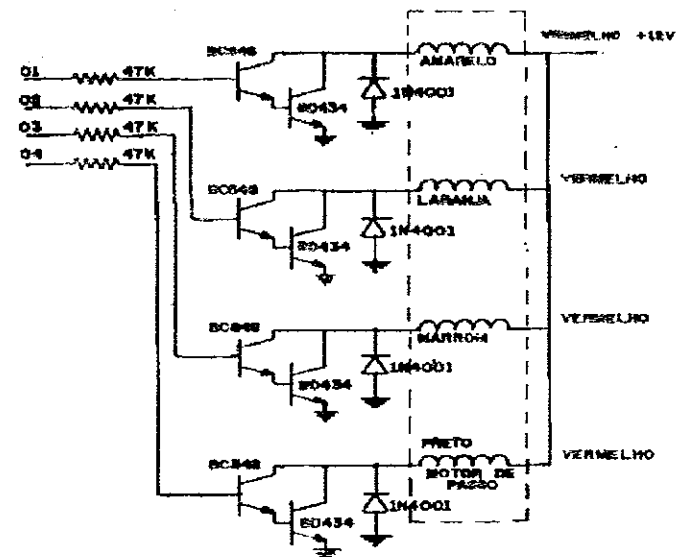 VERMELHO +12V
BC548
AMARELO
01 47K
1N4001
02 47K
BD434
03 47K
04 47K
BC548
VERMELHO
LARANJA
1N4001
BD434
BC548
VERMELHO
MARROM
1N4001
BD434
PRETO
VERMELHO
BC548
MOTOR DE
PASSO
1N4001
BD434